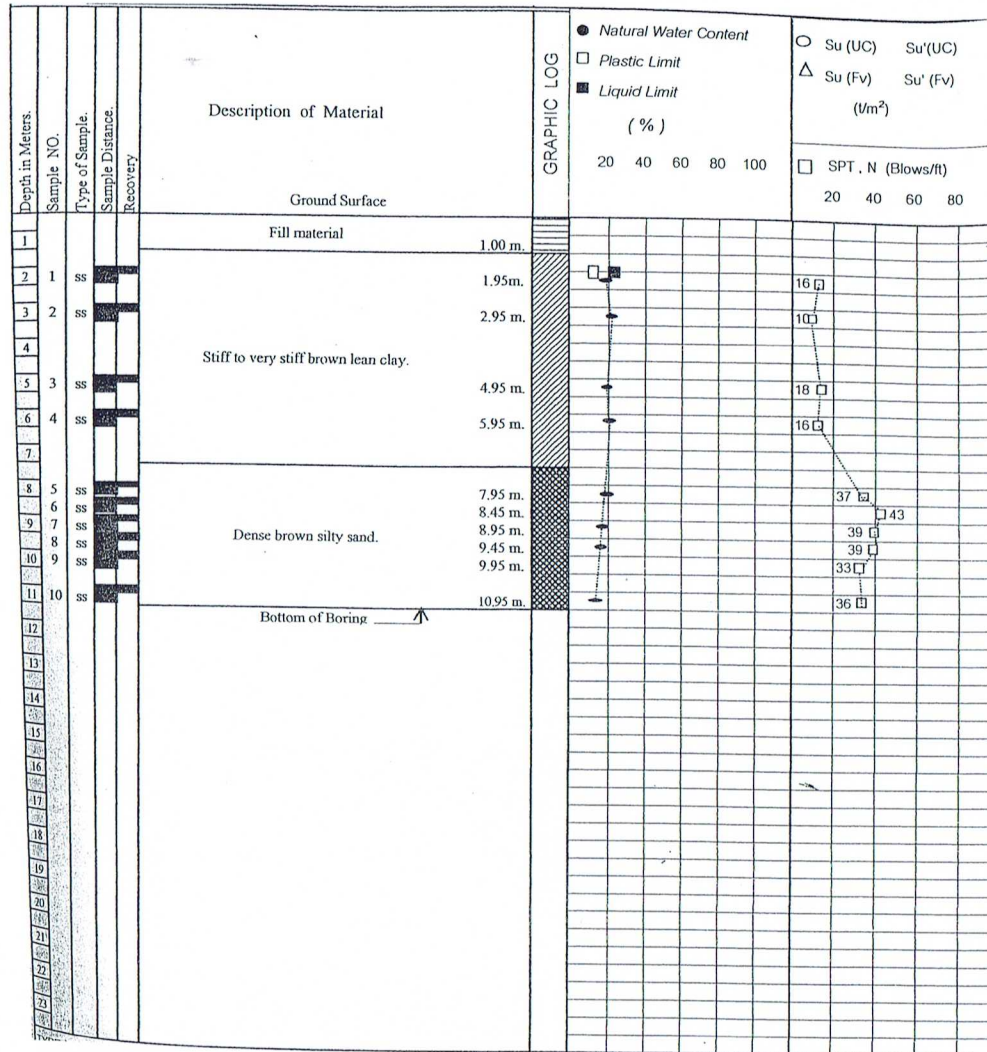 Depth in Meters.
Sample NO.
Type of Sample.
Sample Distance.
Recovery
Description of Material
Ground Surface
GRAPHIC LOG
Natural Water Content
Plastic Limit
Liquid Limit
( % )
20 40 60 80 100
Su (UC) Su'(UC)
Su (Fv) Su' (Fv)
(t/m²)
SPT . N (Blows/ft)
20 40 60 80
Fill material
1 1.00 m.
2 1 ss 1.95m. 16
3 2 ss 2.95 m. 10
4
Stiff to very stiff brown lean clay.
5 3 ss 4.95 m. 18
6 4 ss 5.95 m. 16
7
8 5 ss 7.95 m. 37
6 ss 8.45 m. 43
9 7 ss 8.95 m. 39
Dense brown silty sand.
8 ss 9.45 m. 39
10 9 ss 9.95 m. 33
11 10 ss 10.95 m. 36
Bottom of Boring
12
13
14
15
16
17
18
19
20
21
22
23